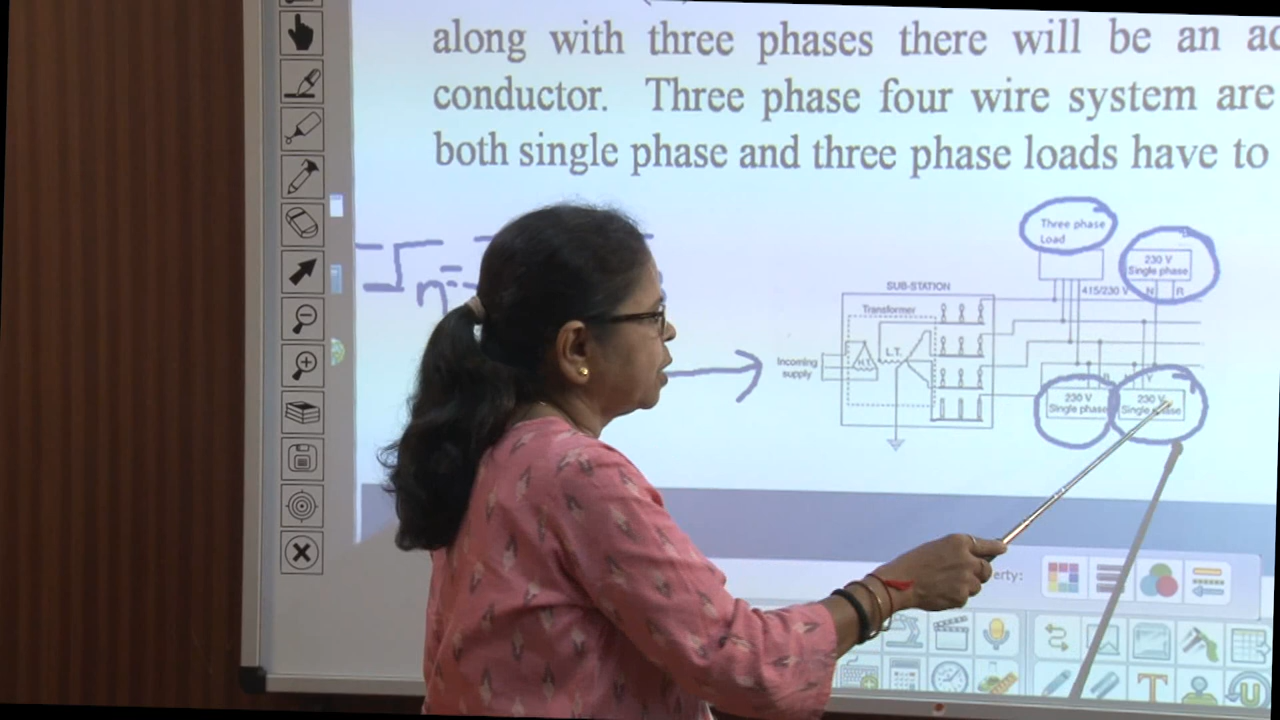 along with three phases there will be an
conductor. Three phase four wire system are
both single phase and three phase loads have to
Three phase
Load
230 V
Single phase
SUB-STATION
415/230 V N R
Transformer
L.T.
H.T.
Incoming
supply
Y
230 V
Single phase
230 V
Single phase
erty: